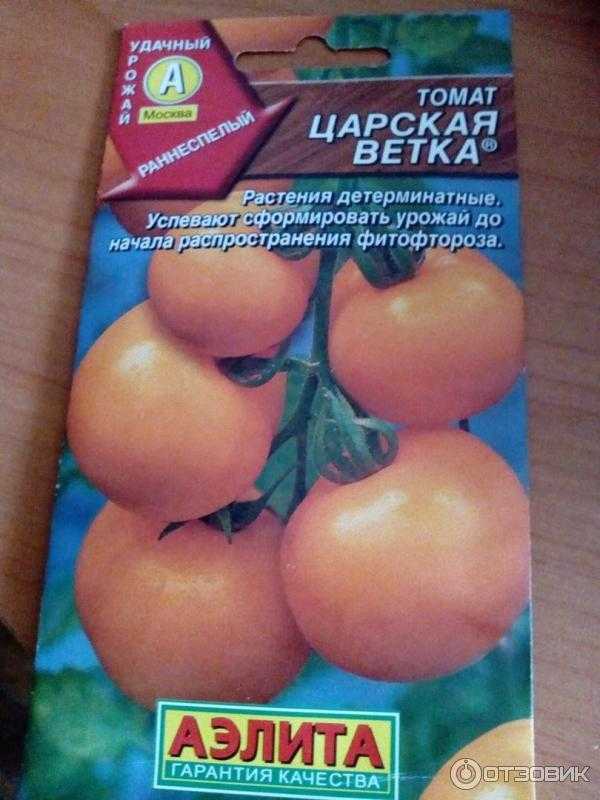 УДАЧНЫЙ
УРОЖАЙ
А
Москва
РАННЕСПЕЛЫЙ
ТОМАТ
ЦАРСКАЯ
ВЕТКА®
Растения детерминатные.
Успевают сформировать урожай до
начала распространения фитофтороза.
АЭЛИТА
ГАРАНТИЯ КАЧЕСТВА
ОТЗОВИК